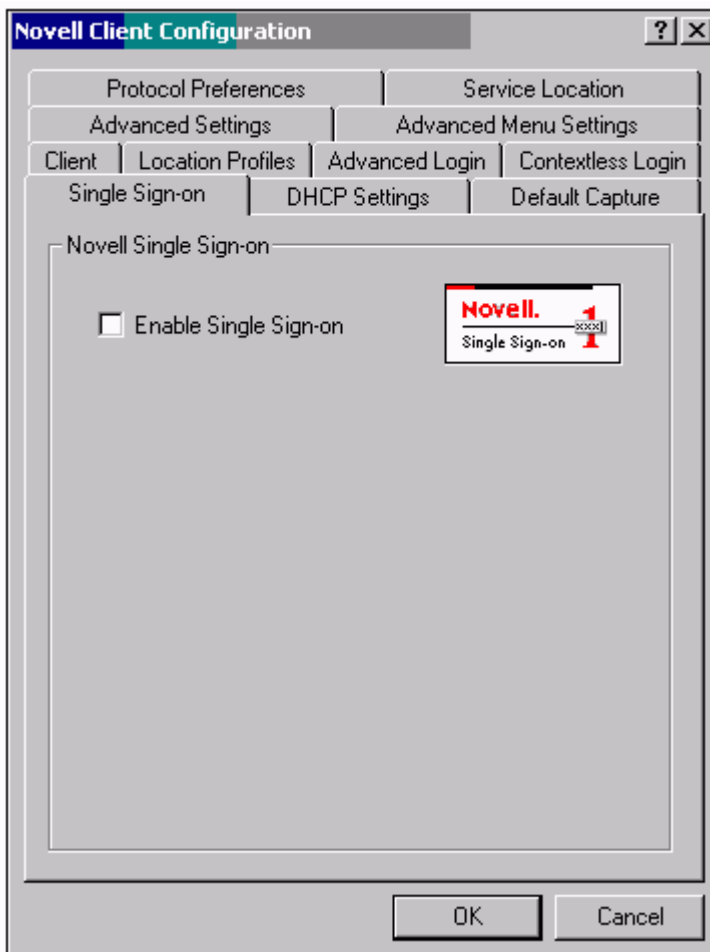 Novell Client Configuration
Protocol Preferences Service Location
Advanced Settings Advanced Menu Settings
Client Location Profiles Advanced Login Contextless Login
Single Sign-on DHCP Settings Default Capture
Novell Single Sign-on
Enable Single Sign-on
Novell.
1
xxx
Single Sign-on
OK Cancel